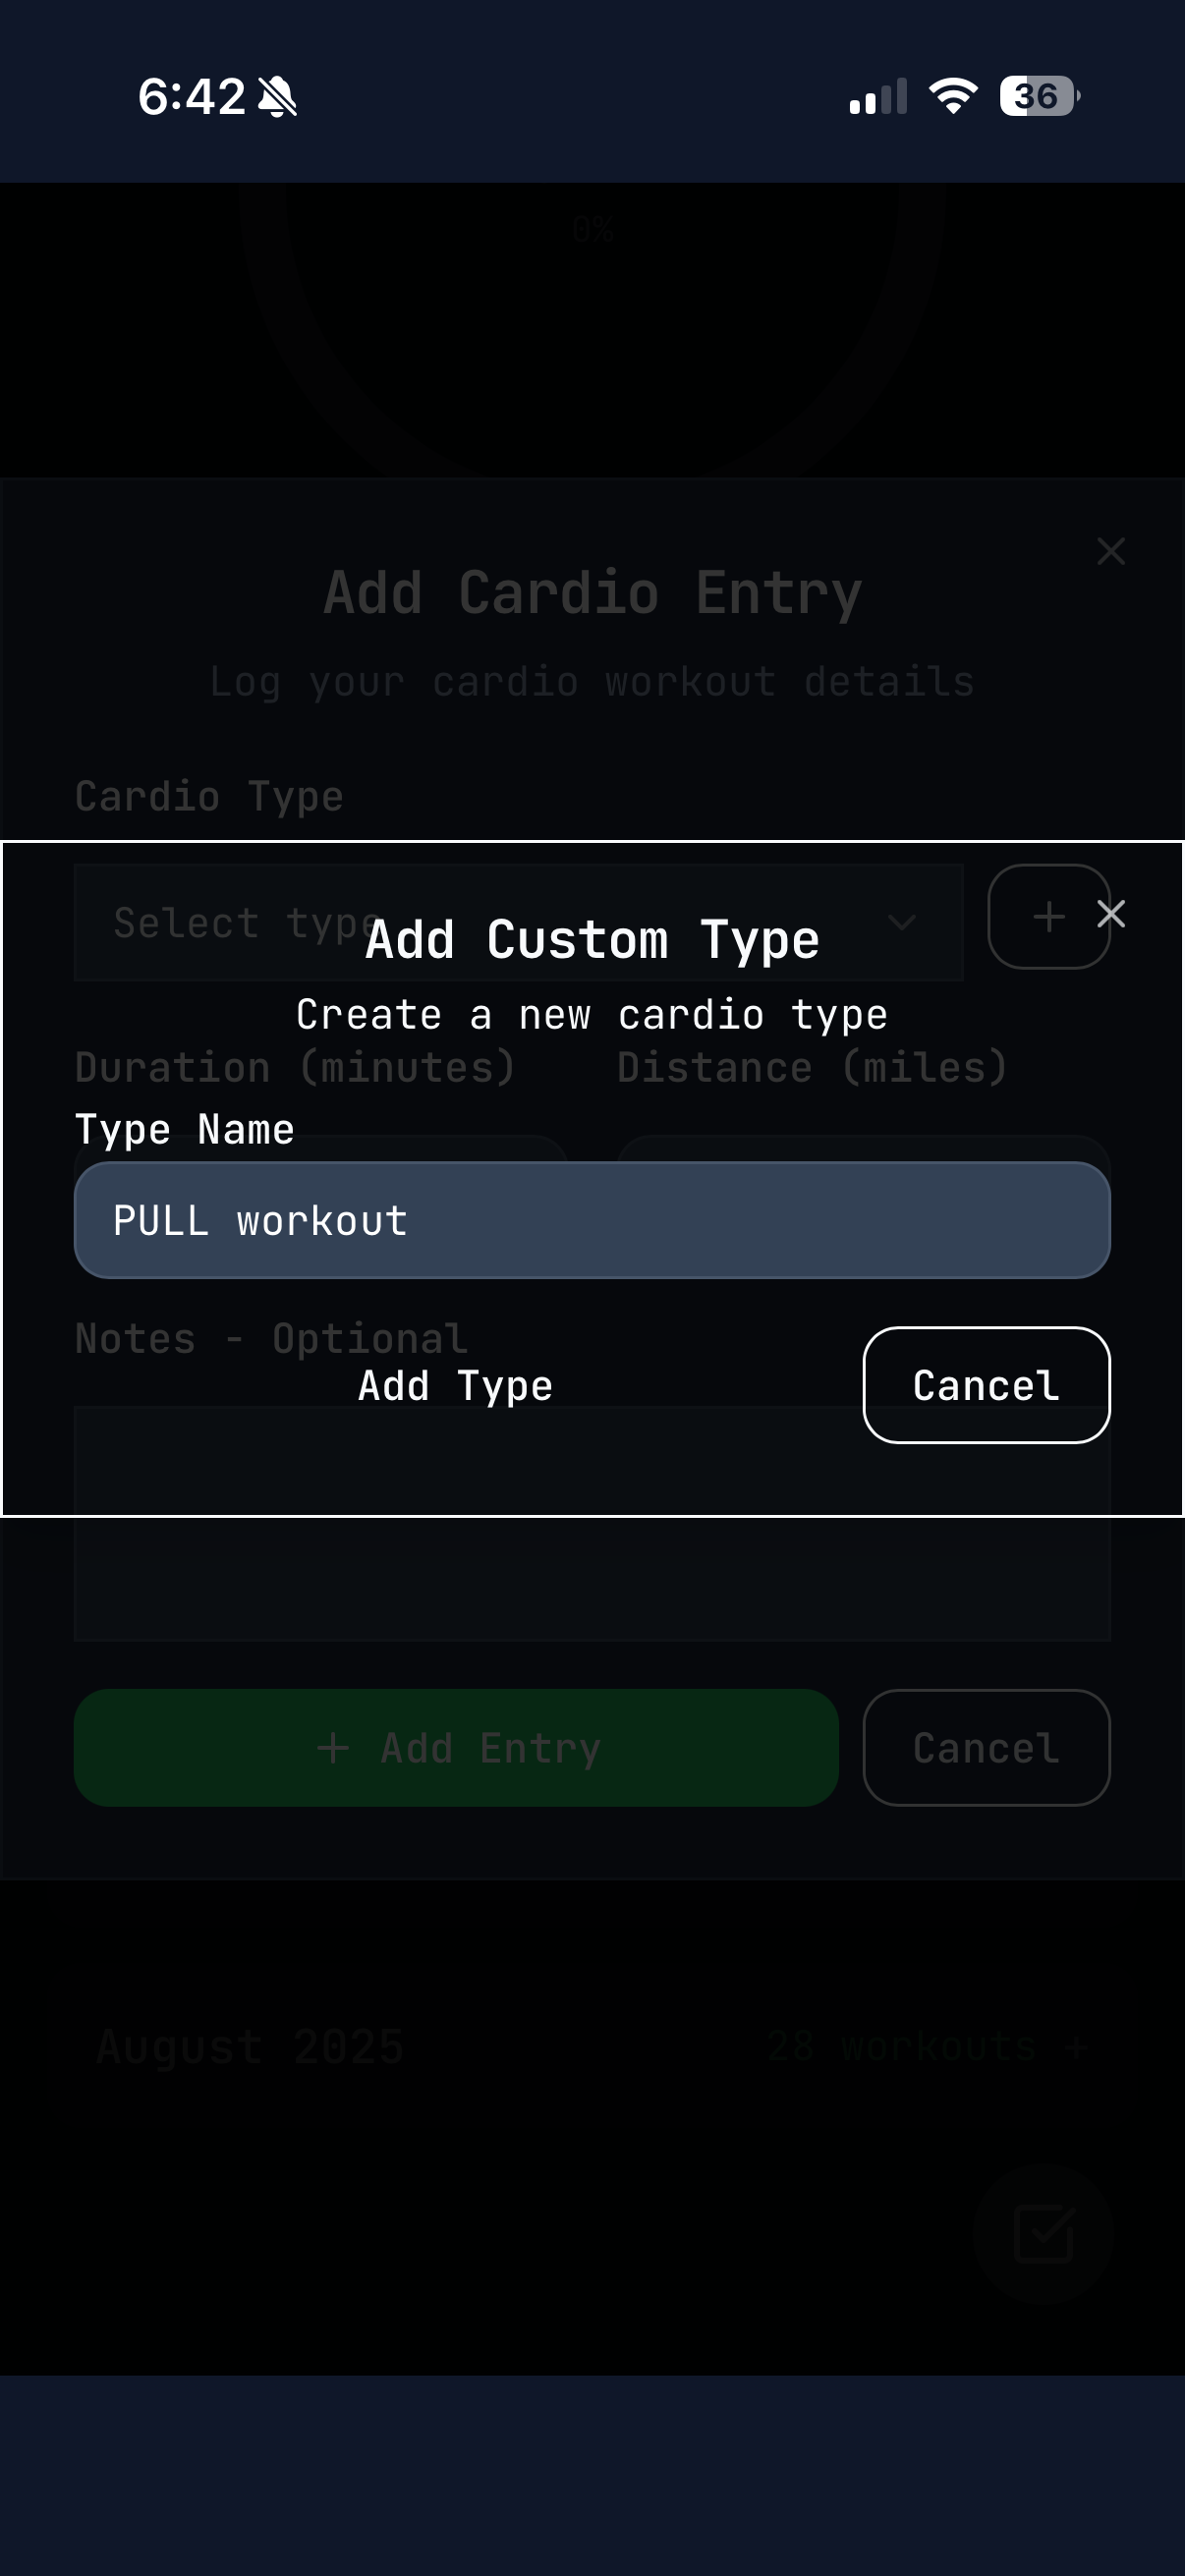 6:42
36
0%
Add Cardio Entry
Log your cardio workout details
Cardio Type
Select type
Add Custom Type
Create a new cardio type
Duration (minutes) Distance (miles)
Type Name
PULL workout
Notes - Optional
Add Type Cancel
+ Add Entry Cancel
August 2025 28 workouts +